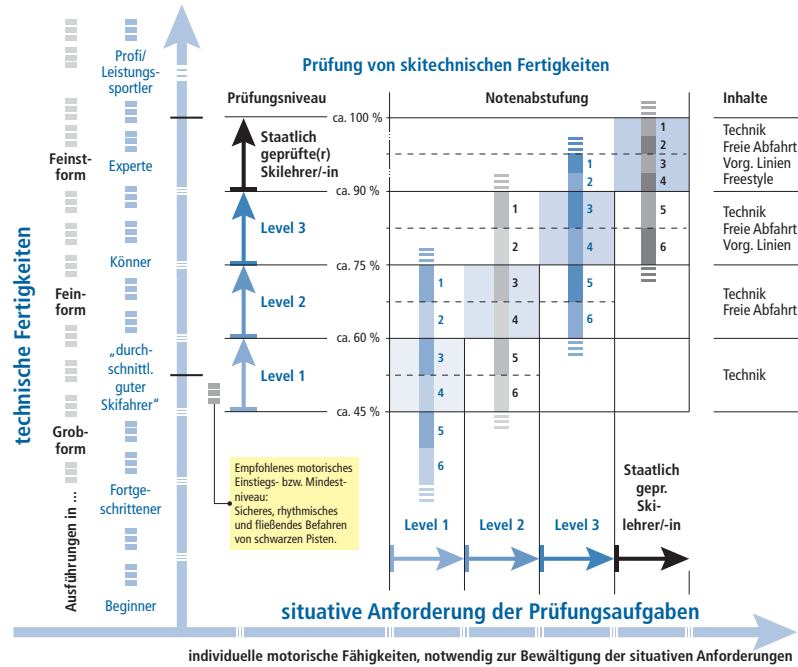 Prüfung von skitechnischen Fertigkeiten
Prüfungsniveau
Notenabstufung
Inhalte
technische Fertigkeiten
Ausführungen in ...
Feinst-
form
Fein-
form
Grob-
form
Profi/
Leistungs-
sportler
Experte
Könner
„durch-
schnittl.
guter
Skifahrer“
Fortge-
schrittener
Beginner
Staatlich
geprüfte(r)
Skilehrer/-in
Level 3
Level 2
Level 1
ca. 100 %
ca. 90 %
ca. 75 %
ca. 60 %
ca. 45 %
1
2
3
4
5
6
1
2
3
4
5
6
1
2
3
4
5
6
1
2
3
4
5
6
Technik
Freie Abfahrt
Vorg. Linien
Freestyle
Technik
Freie Abfahrt
Vorg. Linien
Technik
Freie Abfahrt
Technik
Empfohlenes motorisches
Einstiegs- bzw. Mindest-
niveau:
Sicheres, rhythmisches
und fließendes Befahren
von schwarzen Pisten.
Level 1
Level 2
Level 3
Staatlich
gepr.
Ski-
lehrer/-in
situative Anforderung der Prüfungsaufgaben
individuelle motorische Fähigkeiten, notwendig zur Bewältigung der situativen Anforderungen